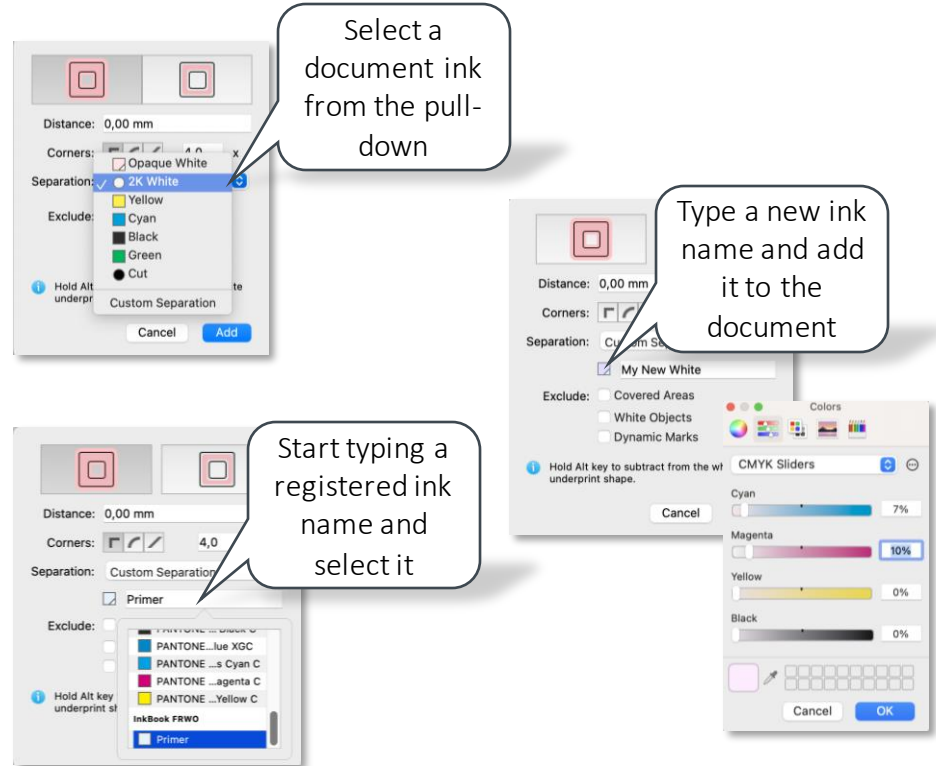 Select a
document ink
from the pull-
down
Distance: 0,00 mm
Corners: 4,0 x
Opaque White
Separation: 2K White
Yellow
Exclude: Cyan
Black
Green
Cut
Hold Alt
underpr
Custom Separation
Cancel Add
Type a new ink
name and add
it to the
document
Distance: 0,00 mm
Corners:
Separation:
My New White
Exclude: Covered Areas
White Objects
Dynamic Marks
Hold Alt key to subtract from the wh
underprint shape.
Cancel
Colors
CMYK Sliders
Cyan
7%
Magenta
10%
Yellow
0%
Black
0%
Cancel OK
Start typing a
registered ink
name and
select it
Distance: 0,00 mm
Corners: 4,0
Separation: Custom Separation
Primer
Exclude:
PANTONE ...lue XGC
PANTONE ...s Cyan C
PANTONE ...agenta C
PANTONE ...Yellow C
InkBook FRWO
Primer
Hold Alt key
underprint sh